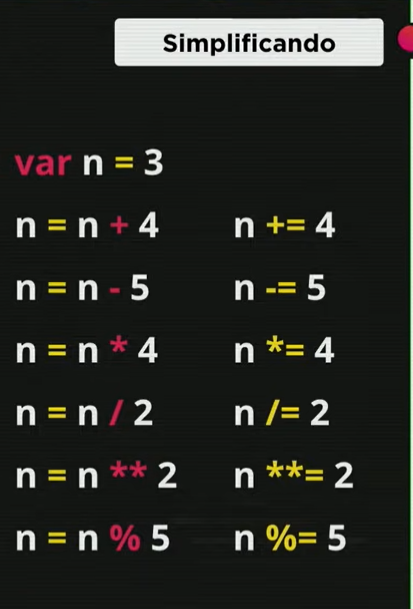 Simplificando
var n = 3
n = n + 4 n += 4
n = n - 5 n -= 5
n = n * 4 n *= 4
n = n / 2 n /= 2
n = n ** 2 n **= 2
n = n % 5 n %= 5